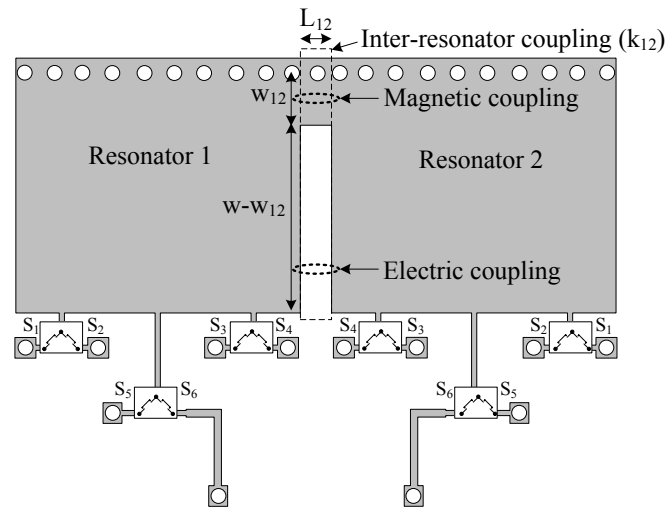 L12
Inter-resonator coupling (k12)
w12
Magnetic coupling
Resonator 1
Resonator 2
w-w12
Electric coupling
S1 S2 S3 S4 S4 S3 S2 S1
S5 S6 S6 S5